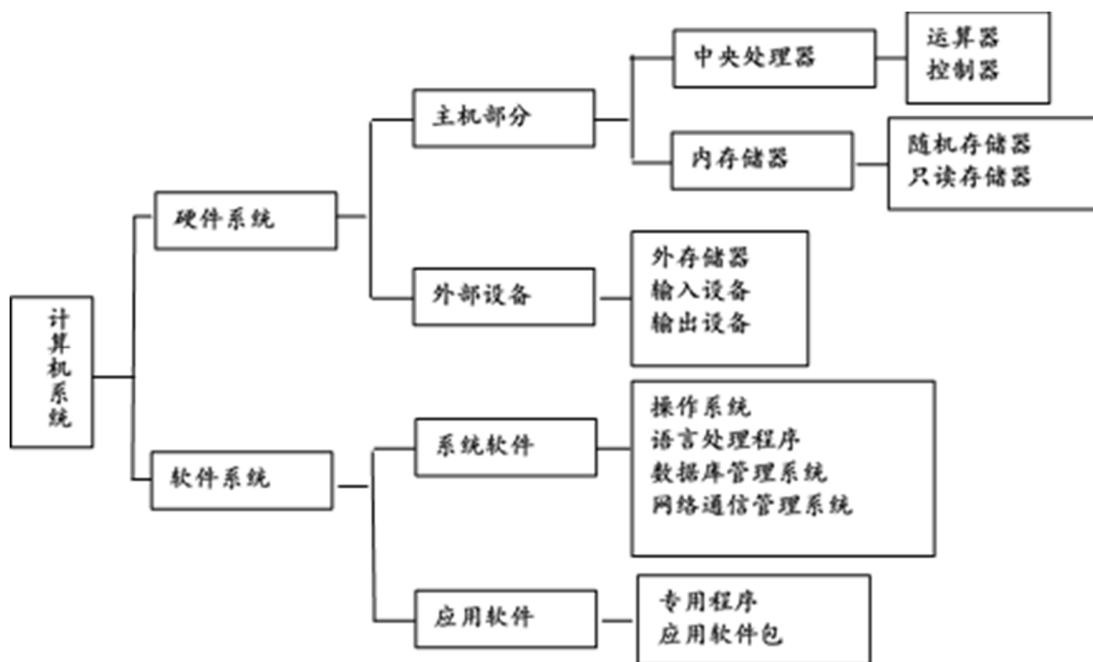 计算机系统
硬件系统
主机部分
中央处理器
运算器
控制器
内存储器
随机存储器
只读存储器
外部设备
外存储器
输入设备
输出设备
软件系统
系统软件
操作系统
语言处理程序
数据库管理系统
网络通信管理系统
应用软件
专用程序
应用软件包